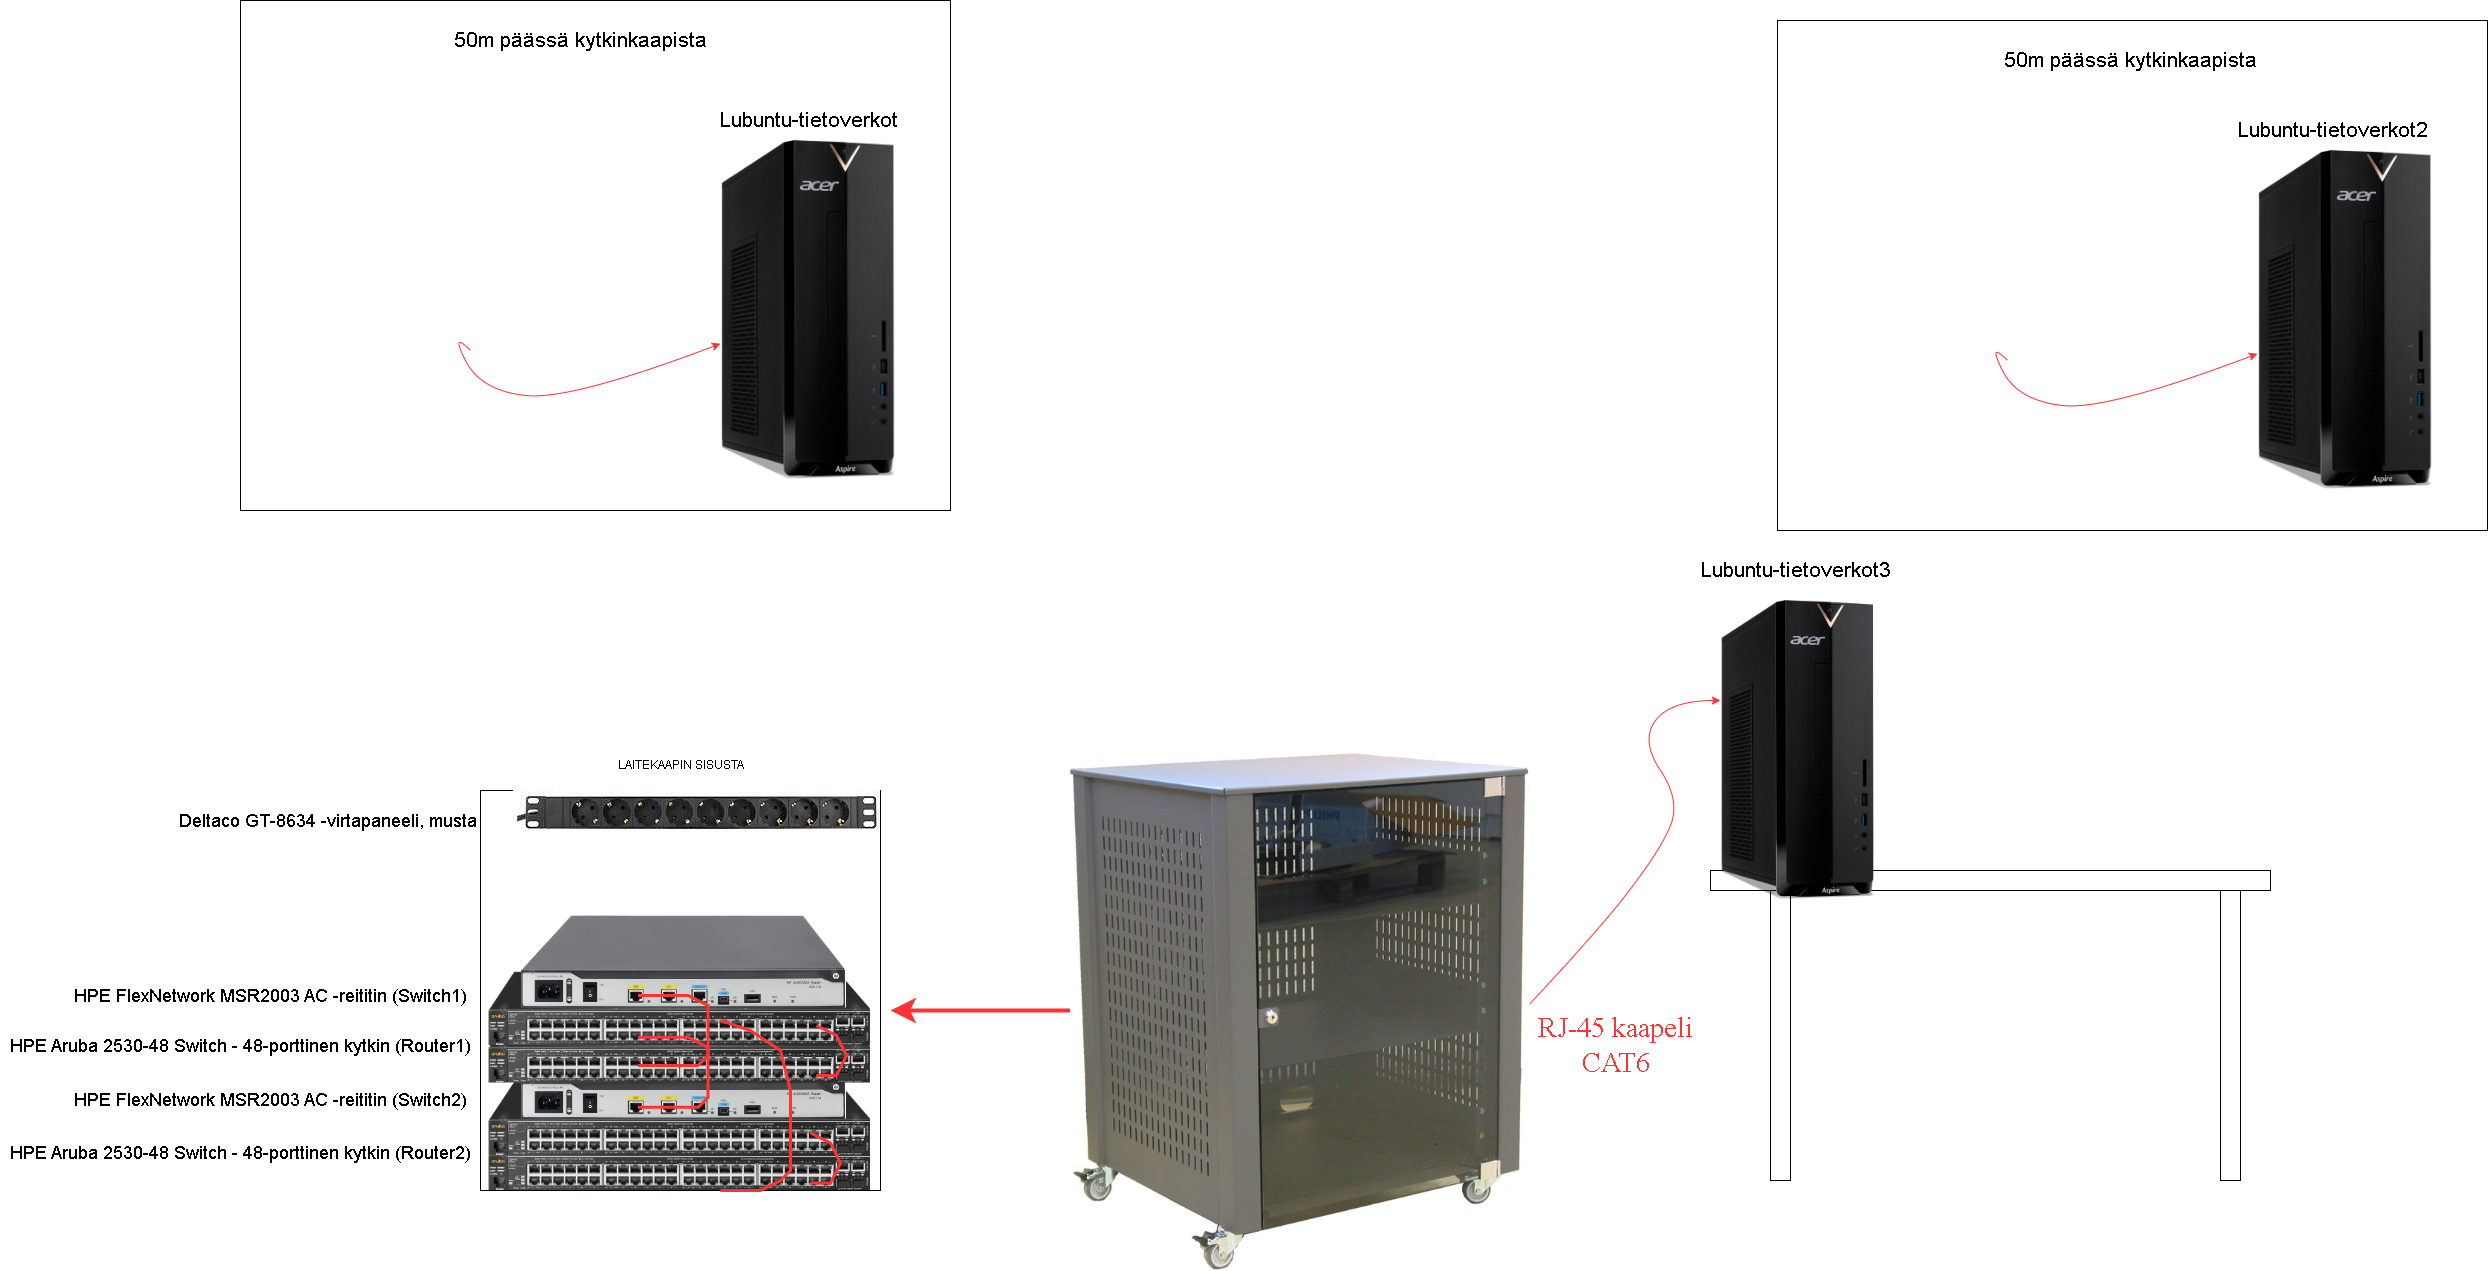 50m päässä kytkinkaapista
Lubuntu-tietoverkot
acer
Aspire
50m päässä kytkinkaapista
Lubuntu-tietoverkot2
acer
Aspire
Lubuntu-tietoverkot3
acer
Aspire
LAITEKAAPIN SISUSTA
Deltaco GT-8634 -virtapaneeli, musta
HPE FlexNetwork MSR2003 AC -reititin (Switch1)
HPE Aruba 2530-48 Switch - 48-porttinen kytkin (Router1)
HPE FlexNetwork MSR2003 AC -reititin (Switch2)
HPE Aruba 2530-48 Switch - 48-porttinen kytkin (Router2)
RJ-45 kaapeli
CAT6